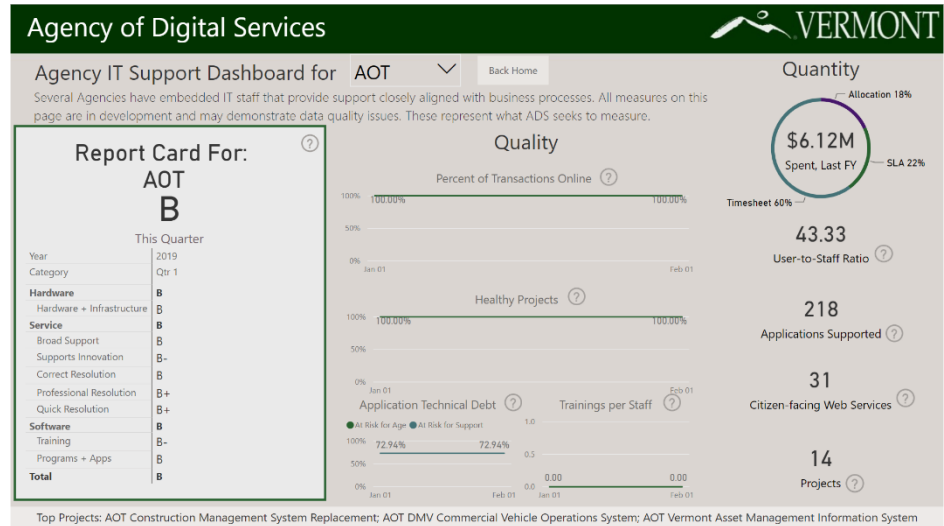 Agency of Digital Services
VERMONT
Agency IT Support Dashboard for AOT
Back Home
Several Agencies have embedded IT staff that provide support closely aligned with business processes. All measures on this
page are in development and may demonstrate data quality issues. These represent what ADS seeks to measure.
Report Card For:
?
AOT
B
This Quarter
Year 2019
Category Qtr 1
Hardware B
Hardware + Infrastructure B
Service B
Broad Support B
Supports Innovation B-
Correct Resolution B
Professional Resolution B+
Quick Resolution B+
Software B
Training B-
Programs + Apps B
Total B
Quality
Percent of Transactions Online ?
100% 100.00% 100.00%
50%
0%
Jan 01 Feb 01
Healthy Projects ?
100% 100.00% 100.00%
50%
0%
Jan 01 Feb 01
Application Technical Debt ?
At Risk for Age At Risk for Support
100% 72.94% 72.94%
50%
0%
Jan 01 Feb 01
Trainings per Staff ?
1.0
0.5
0.00 0.00
0.0
Jan 01 Feb 01
Quantity
Allocation 18%
$6.12M
Spent, Last FY
SLA 22%
Timesheet 60%
43.33
User-to-Staff Ratio ?
218
Applications Supported ?
31
Citizen-facing Web Services ?
14
Projects ?
Top Projects: AOT Construction Management System Replacement; AOT DMV Commercial Vehicle Operations System; AOT Vermont Asset Management Information System